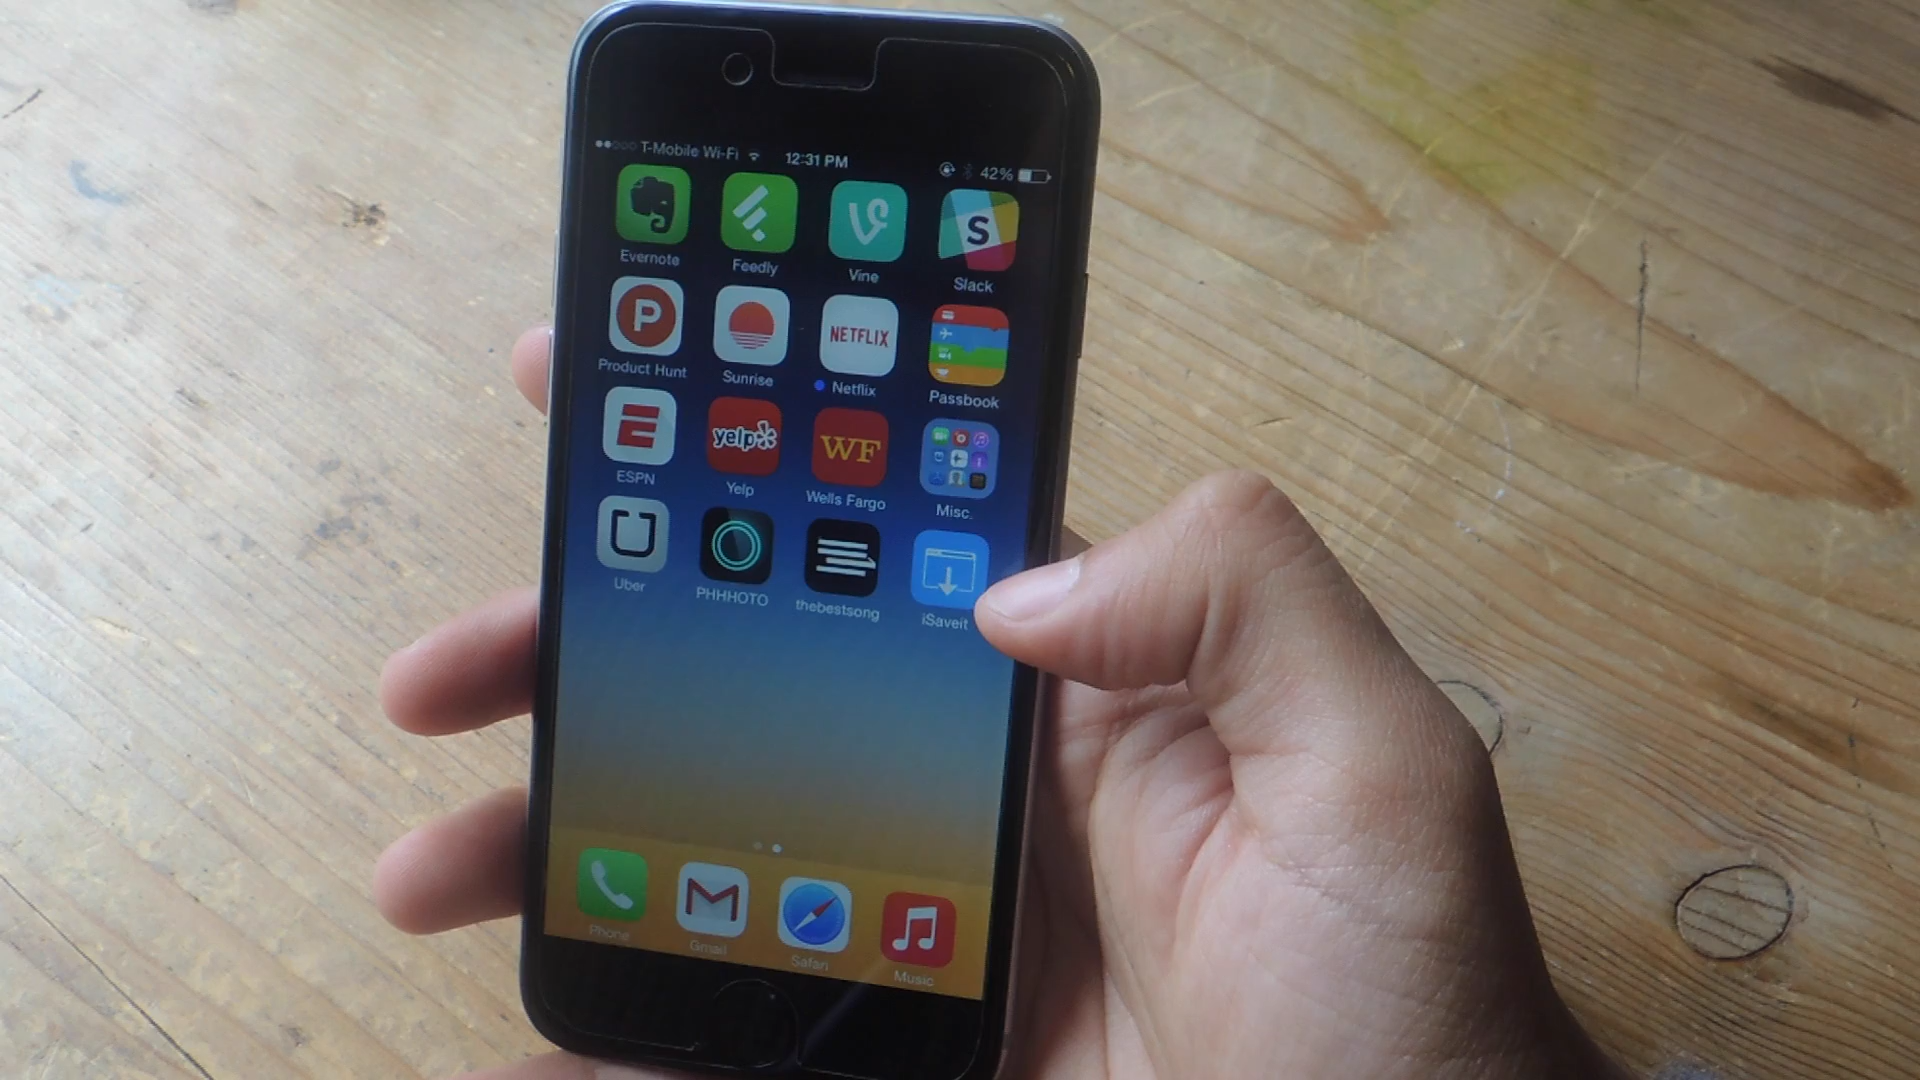 T-Mobile Wi-Fi 12:31 PM 42%
Evernote Feedly Vine Slack
S
P NETFLIX
Product Hunt Sunrise Netflix Passbook
E yelp WF
ESPN Yelp Wells Fargo Misc.
Uber PHHHOTO thebestsong iSaveit
Phone Gmail Safari Music